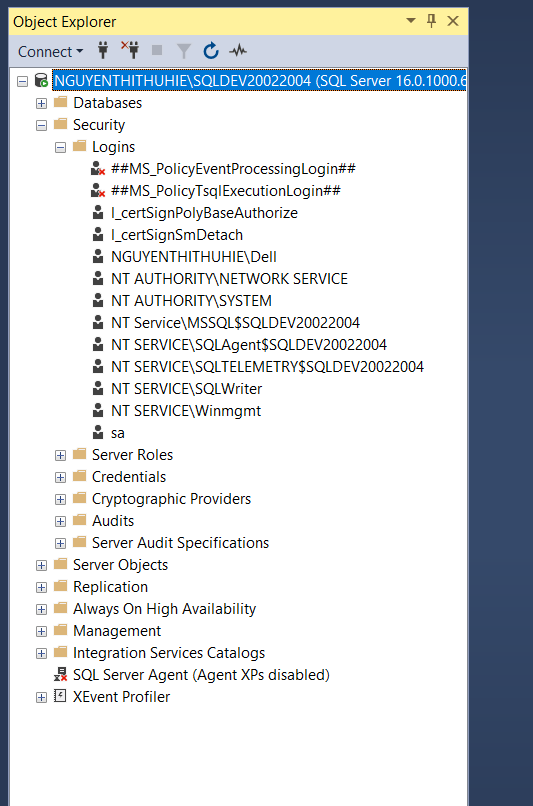 Object Explorer
Connect
NGUYENTHITHUHIE\SQLDEV20022004 (SQL Server 16.0.1000.6
Databases
Security
Logins
##MS_PolicyEventProcessingLogin##
##MS_PolicyTsqlExecutionLogin##
l_certSignPolyBaseAuthorize
l_certSignSmDetach
NGUYENTHITHUHIE\Dell
NT AUTHORITY\NETWORK SERVICE
NT AUTHORITY\SYSTEM
NT Service\MSSQL$SQLDEV20022004
NT SERVICE\SQLAgent$SQLDEV20022004
NT SERVICE\SQLTELEMETRY$SQLDEV20022004
NT SERVICE\SQLWriter
NT SERVICE\Winmgmt
sa
Server Roles
Credentials
Cryptographic Providers
Audits
Server Audit Specifications
Server Objects
Replication
Always On High Availability
Management
Integration Services Catalogs
SQL Server Agent (Agent XPs disabled)
XEvent Profiler